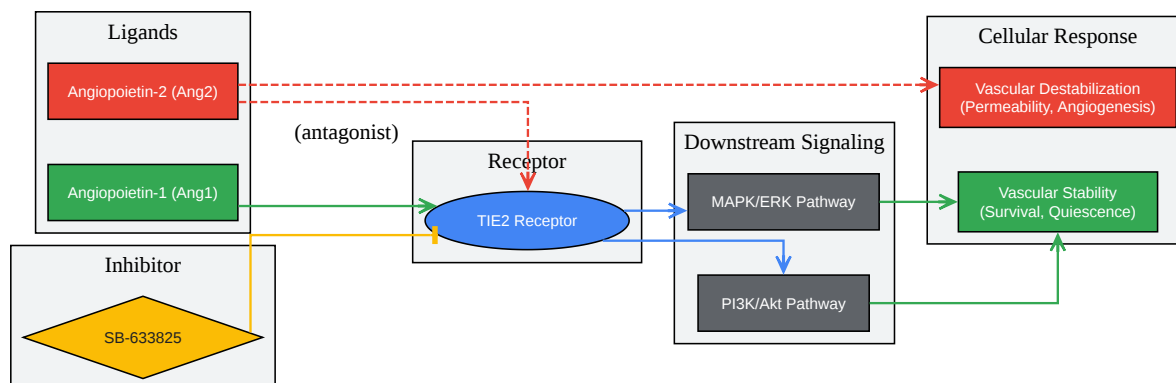 Ligands
Angiopoietin-2 (Ang2)
Angiopoietin-1 (Ang1)
Inhibitor
SB-633825
(antagonist)
Receptor
TIE2 Receptor
Downstream Signaling
MAPK/ERK Pathway
PI3K/Akt Pathway
Cellular Response
Vascular Destabilization
(Permeability, Angiogenesis)
Vascular Stability
(Survival, Quiescence)